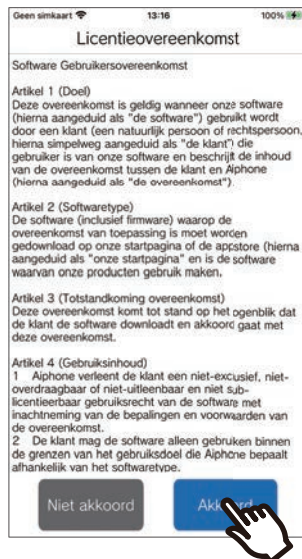 Geen simkaart 13:16 100%
Licentieovereenkomst
Software Gebruikersovereenkomst
Artikel 1 (Doel)
Deze overeenkomst is geldig wanneer onze software
(hierna aangeduid als "de software") gebruikt wordt
door een klant (een natuurlijk persoon of rechtspersoon,
hierna simpelweg aangeduid als "de klant") die
gebruiker is van onze software en beschrijft de inhoud
van de overeenkomst tussen de klant en Aiphone
(hierna aangeduid als "de overeenkomst").
Artikel 2 (Softwaretype)
De software (inclusief firmware) waarop de
overeenkomst van toepassing is moet worden
gedownload op onze startpagina of de appstore (hierna
aangeduid als "onze startpagina" en is de software
waarvan onze producten gebruik maken.
Artikel 3 (Totstandkoming overeenkomst)
Deze overeenkomst komt tot stand op het ogenblik dat
de klant de software downloadt en akkoord gaat met
deze overeenkomst.
Artikel 4 (Gebruiksinhoud)
1 Aiphone verleent de klant een niet-excusief, niet-
overdraagbaar of niet-uitleenbaar en niet sub-
licentieerbaar gebruiksrecht van de software met
inachtneming van de bepalingen en voorwaarden van
de overeenkomst.
2 De klant mag de software alleen gebruiken binnen
de grenzen van het gebruiksdoel die Aiphone bepaalt
afhankelijk van het softwaretype.
Niet akkoord
Akkoord